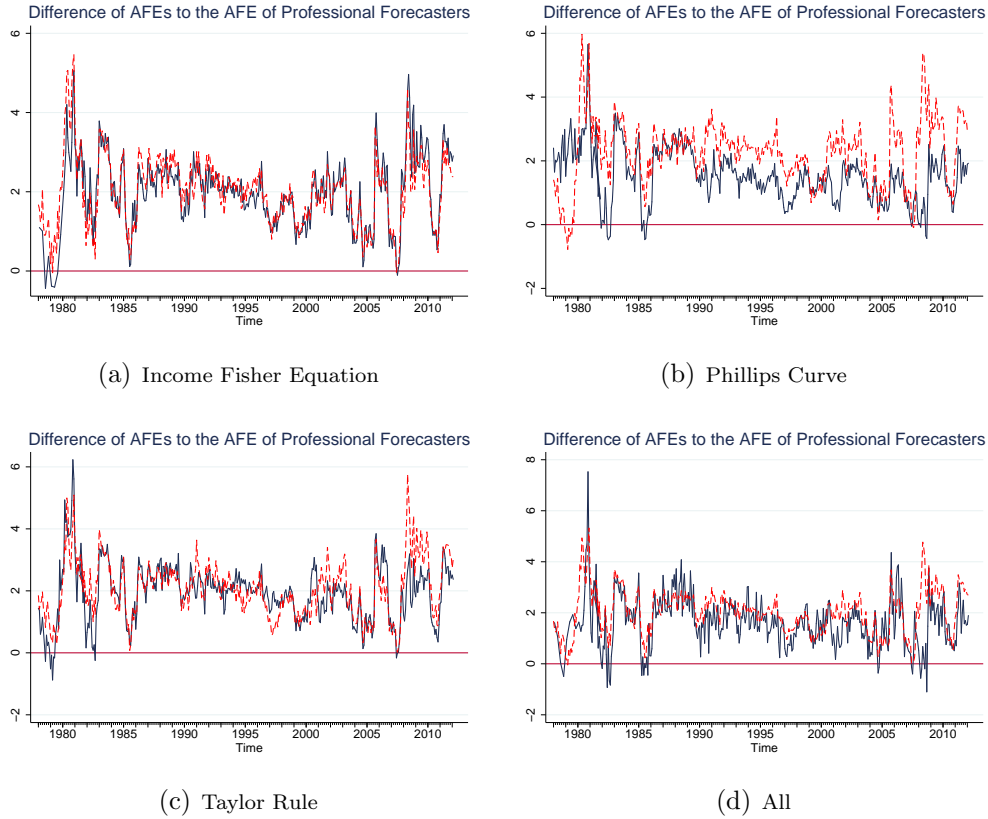 Difference of AFEs to the AFE of Professional Forecasters
6
4
2
0
1980 1985 1990 1995 2000 2005 2010
Time
(a) Income Fisher Equation
Difference of AFEs to the AFE of Professional Forecasters
6
4
2
0
−2
1980 1985 1990 1995 2000 2005 2010
Time
(b) Phillips Curve
Difference of AFEs to the AFE of Professional Forecasters
6
4
2
0
−2
1980 1985 1990 1995 2000 2005 2010
Time
(c) Taylor Rule
Difference of AFEs to the AFE of Professional Forecasters
8
6
4
2
0
−2
1980 1985 1990 1995 2000 2005 2010
Time
(d) All